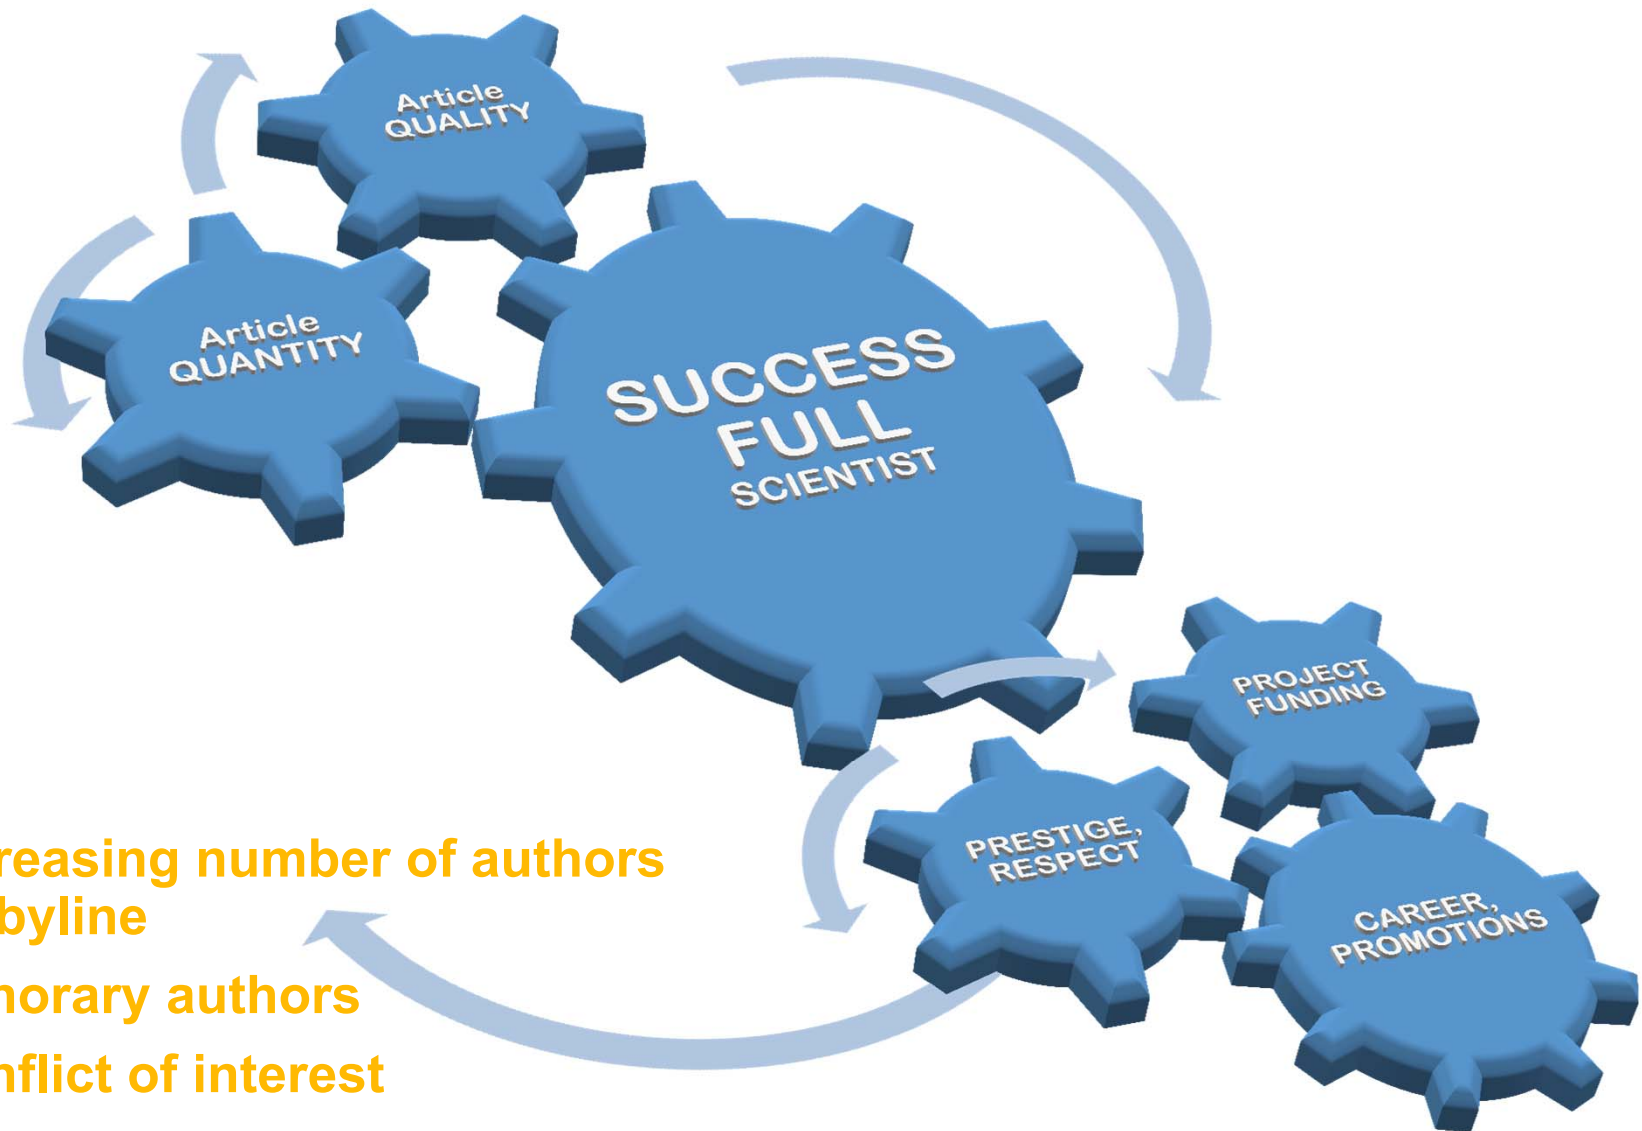 Article
QUALITY
Article
QUANTITY
SUCCESS
FULL
SCIENTIST
PROJECT
FUNDING
PRESTIGE,
RESPECT
CAREER,
PROMOTIONS
reasing number of authors
byline
norary authors
nflict of interest